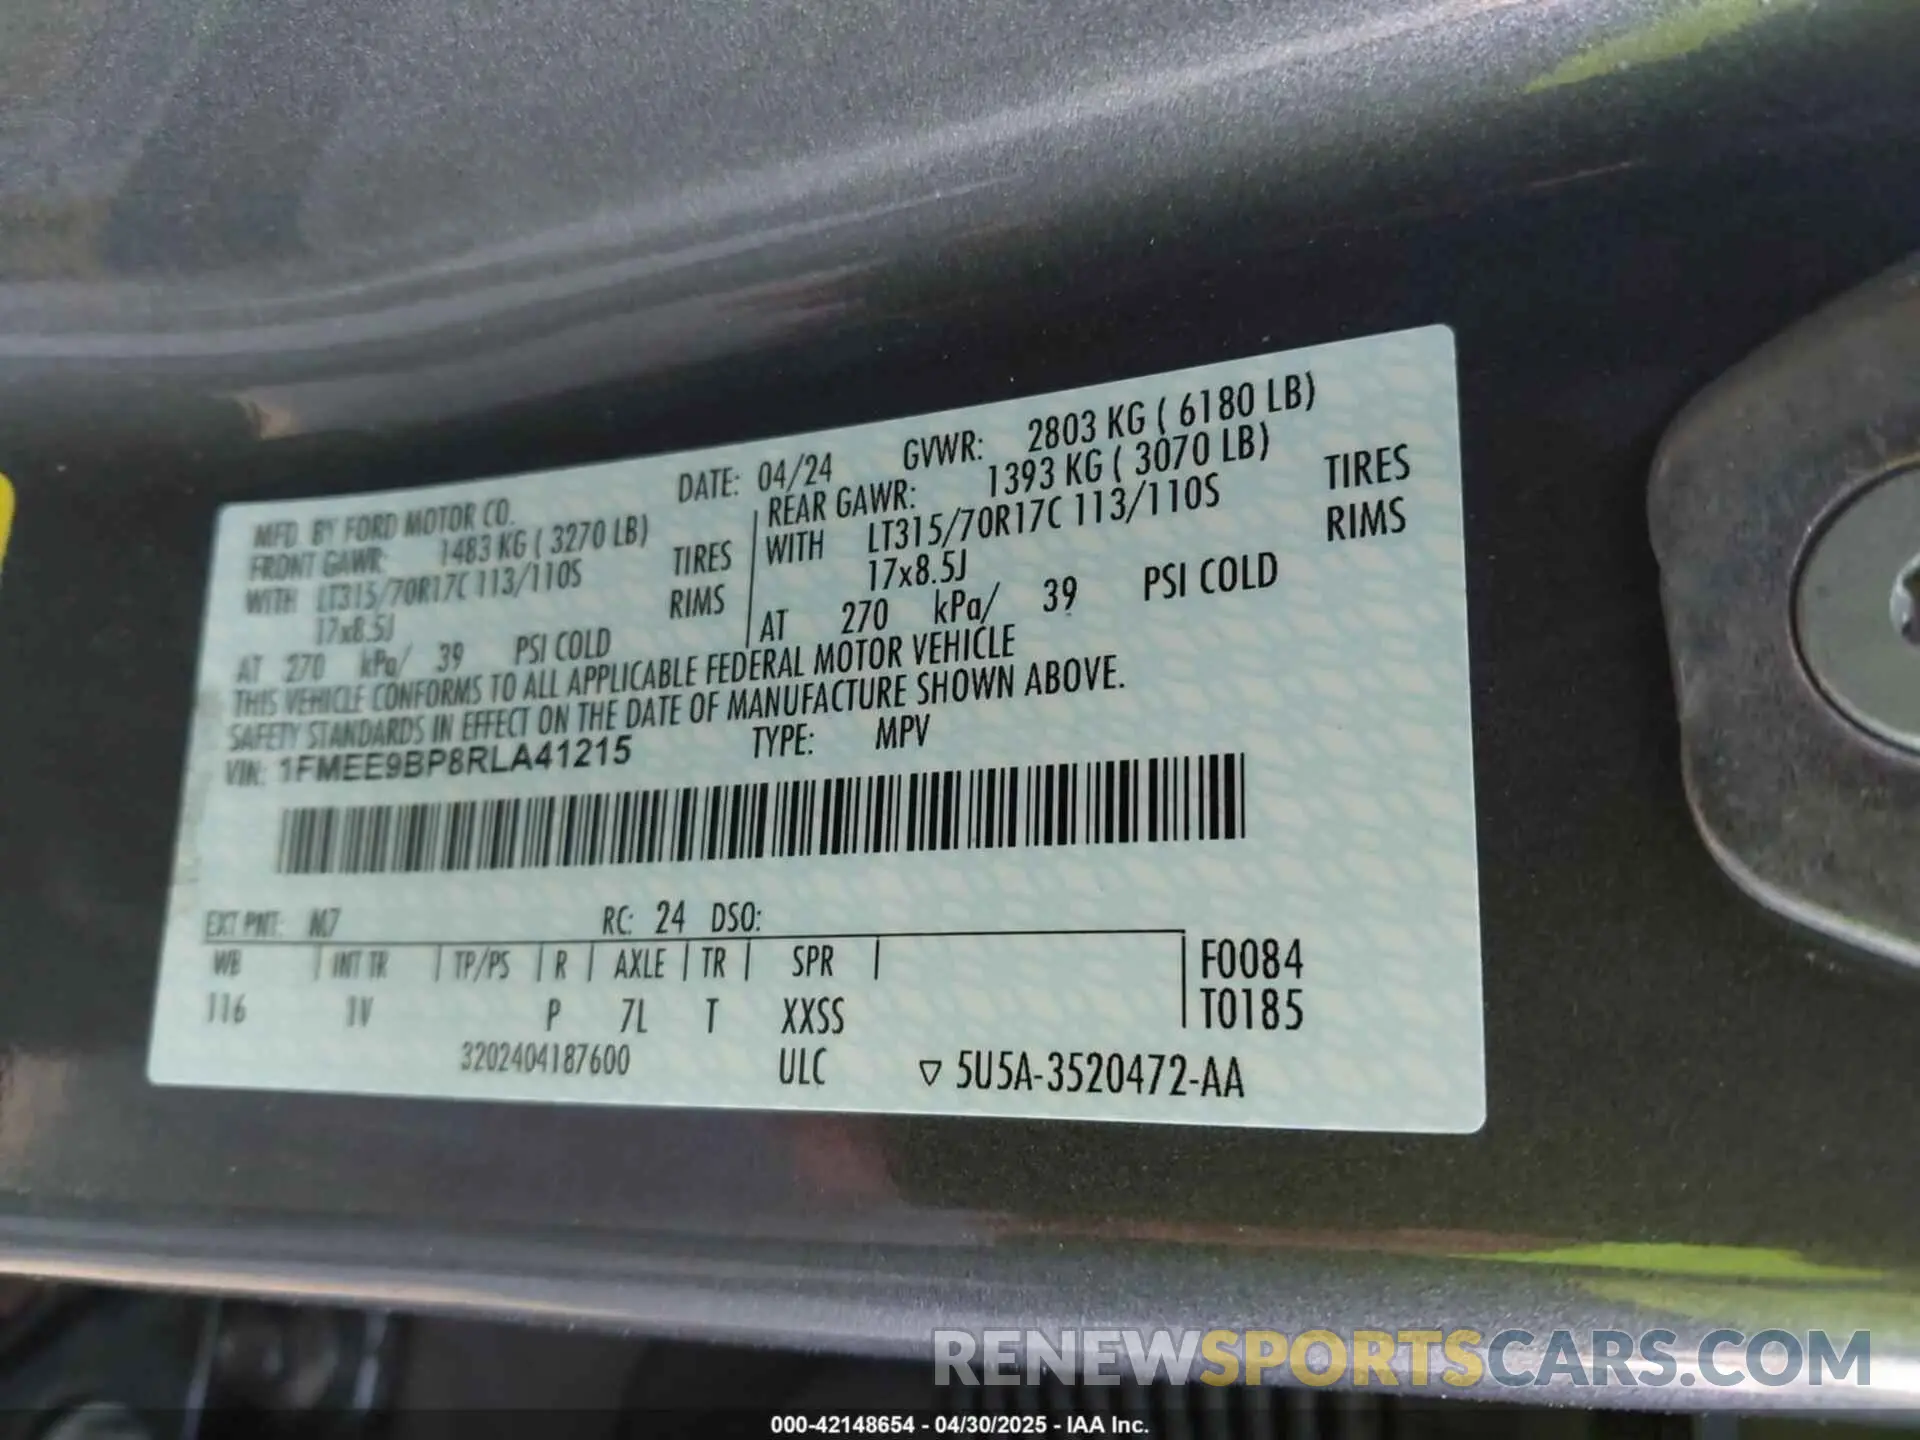 MFD. BY FORD MOTOR CO. DATE: 04/24 GVWR: 2803 KG ( 6180 LB)
FRONT GAWR: 1483 KG ( 3270 LB) REAR GAWR: 1393 KG ( 3070 LB)
WITH LT315/70R17C 113/110S TIRES WITH LT315/70R17C 113/110S TIRES
17x8.5J RIMS 17x8.5J RIMS
AT 270 kPa/ 39 PSI COLD AT 270 kPa/ 39 PSI COLD
THIS VEHICLE CONFORMS TO ALL APPLICABLE FEDERAL MOTOR VEHICLE
SAFETY STANDARDS IN EFFECT ON THE DATE OF MANUFACTURE SHOWN ABOVE.
VIN: 1FMEE9BP8RLA41215 TYPE: MPV
EXT PNT: M7 RC: 24 DSO:
WB INT TR TP/PS R AXLE TR SPR F0084
116 1V P 7L T XXSS T0185
3202404187600 ULC ▽ 5U5A-3520472-AA
RENEWSPORTSCARS.COM
000-42148654 - 04/30/2025 - IAA Inc.